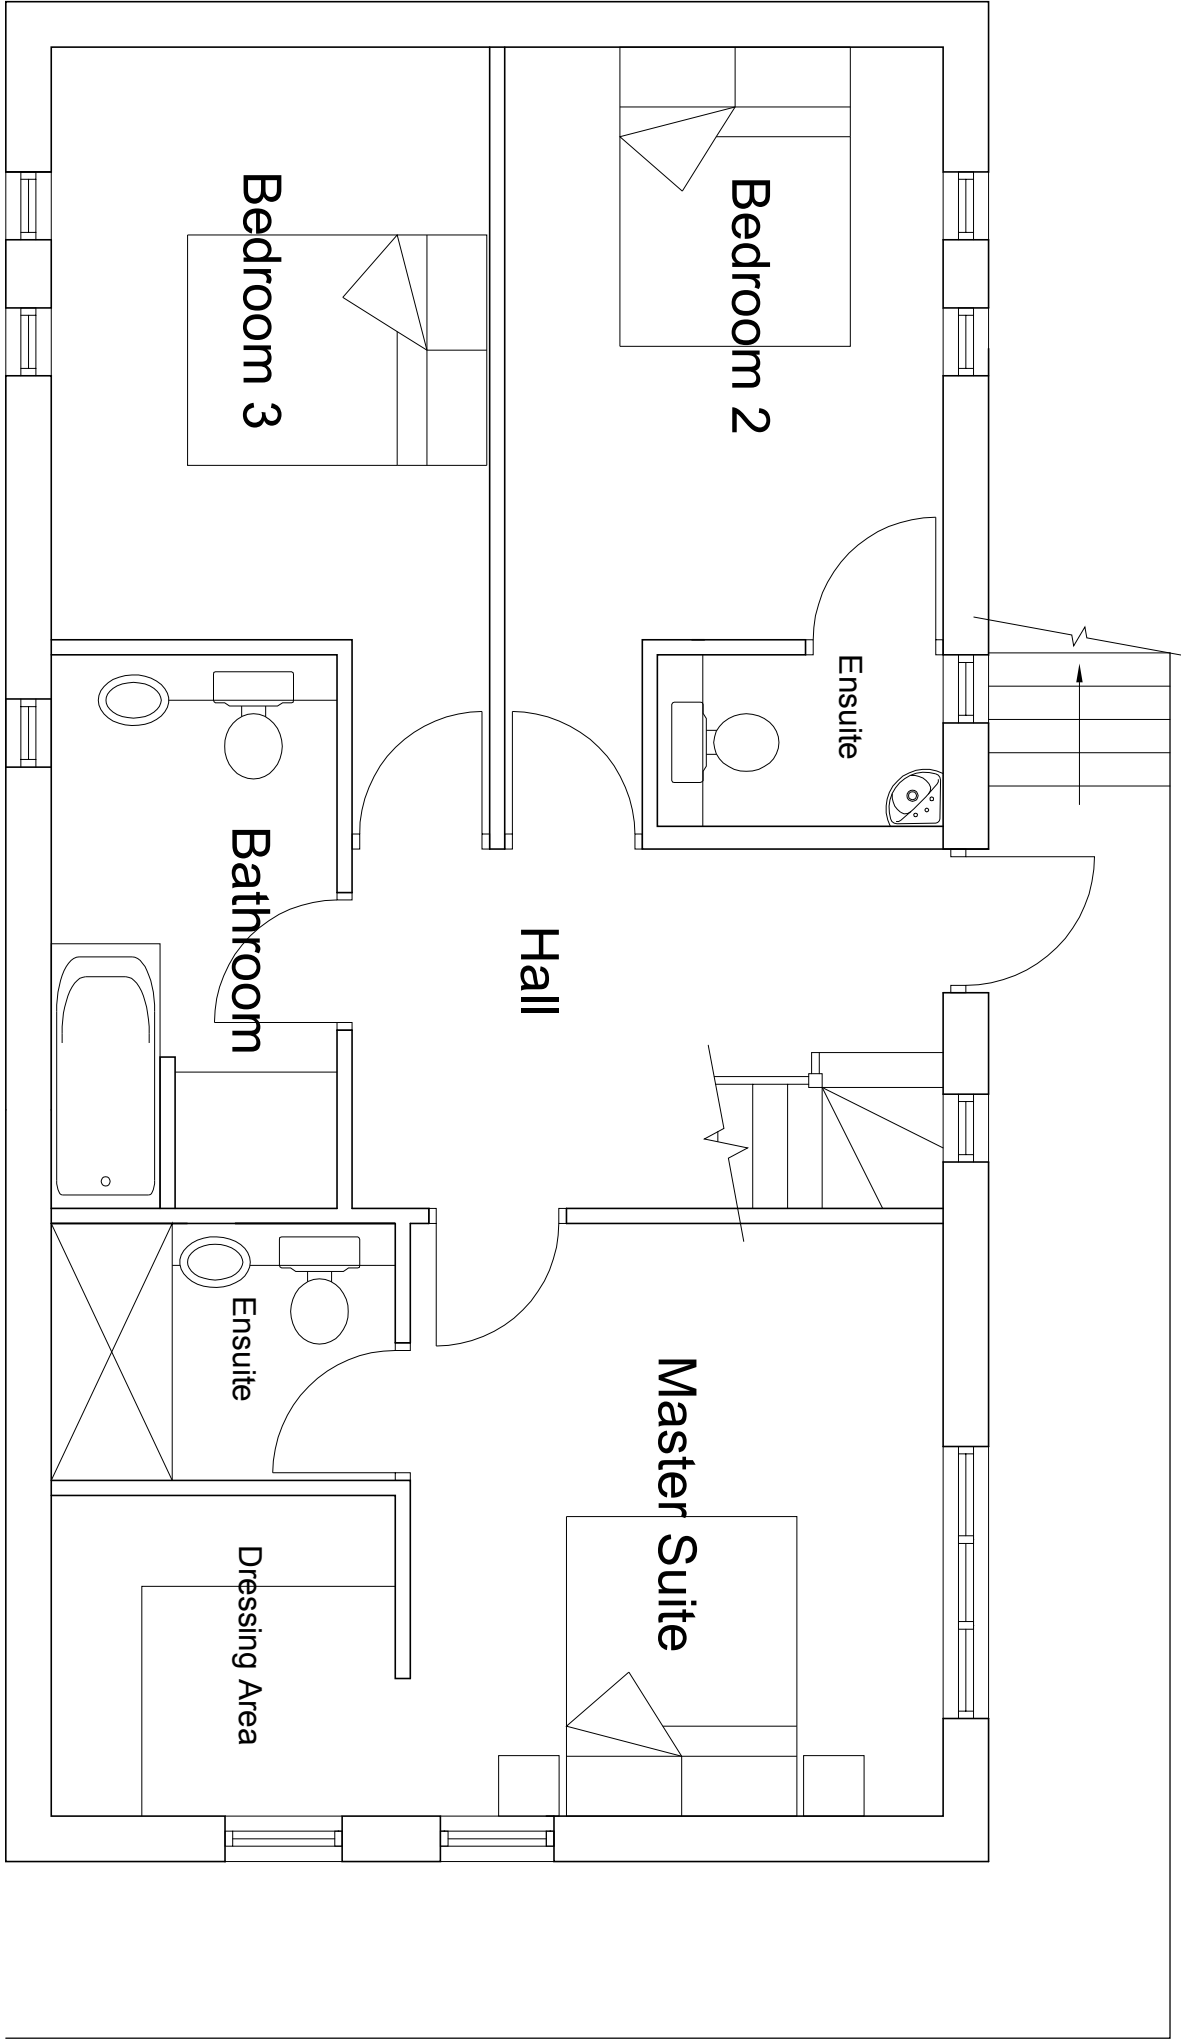 Bedroom 2
Bedroom 3
Ensuite
Bathroom
Hall
Ensuite
Master Suite
Dressing Area